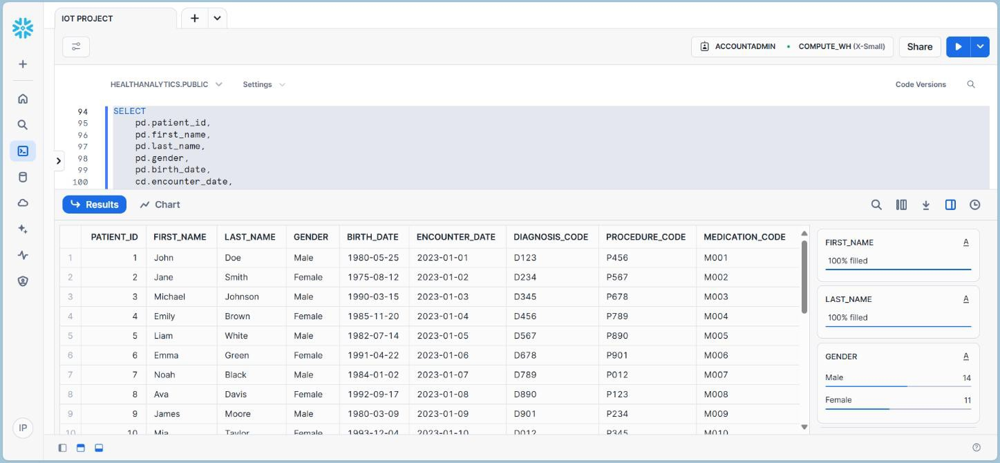 IOT PROJECT
ACCOUNTADMIN COMPUTE_WH (X-Small) Share
HEALTHANALYTICS.PUBLIC Settings Code Versions
94 SELECT
95 pd.patient_id,
96 pd.first_name,
97 pd.last_name,
98 pd.gender,
99 pd.birth_date,
100 cd.encounter_date,
Results Chart
PATIENT_ID FIRST_NAME LAST_NAME GENDER BIRTH_DATE ENCOUNTER_DATE DIAGNOSIS_CODE PROCEDURE_CODE MEDICATION_CODE
1 1 John Doe Male 1980-05-25 2023-01-01 D123 P456 M001
2 2 Jane Smith Female 1975-08-12 2023-01-02 D234 P567 M002
3 3 Michael Johnson Male 1990-03-15 2023-01-03 D345 P678 M003
4 4 Emily Brown Female 1985-11-20 2023-01-04 D456 P789 M004
5 5 Liam White Male 1982-07-14 2023-01-05 D567 P890 M005
6 6 Emma Green Female 1991-04-22 2023-01-06 D678 P901 M006
7 7 Noah Black Male 1984-01-02 2023-01-07 D789 P012 M007
8 8 Ava Davis Female 1992-09-17 2023-01-08 D890 P123 M008
9 9 James Moore Male 1980-03-09 2023-01-09 D901 P234 M009
10 10 Mia Taylor Female 1993-12-04 2023-01-10 D012 P345 M010
FIRST_NAME A
100% filled
LAST_NAME A
100% filled
GENDER A
Male 14
Female 11
IP